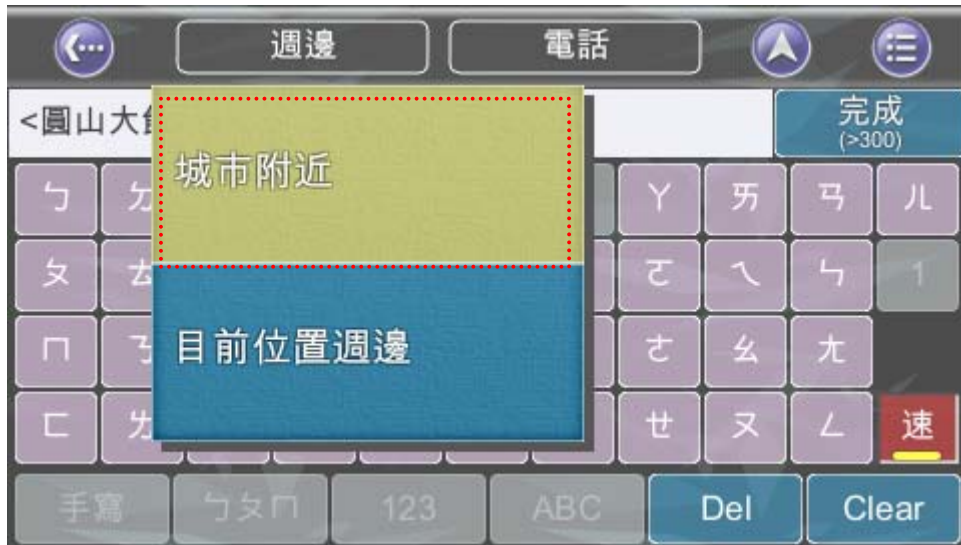 週邊 電話
<圓山大 完成
(>300)
城市附近
ㄅ ㄉ ㄚ ㄞ ㄢ ㄦ
ㄆ ㄊ ㄛ ㄟ ㄣ 1
目前位置週邊
ㄇ ㄋ ㄜ ㄠ ㄤ
ㄈ ㄌ ㄝ ㄡ ㄥ 速
手寫 ㄅㄆㄇ 123 ABC Del Clear